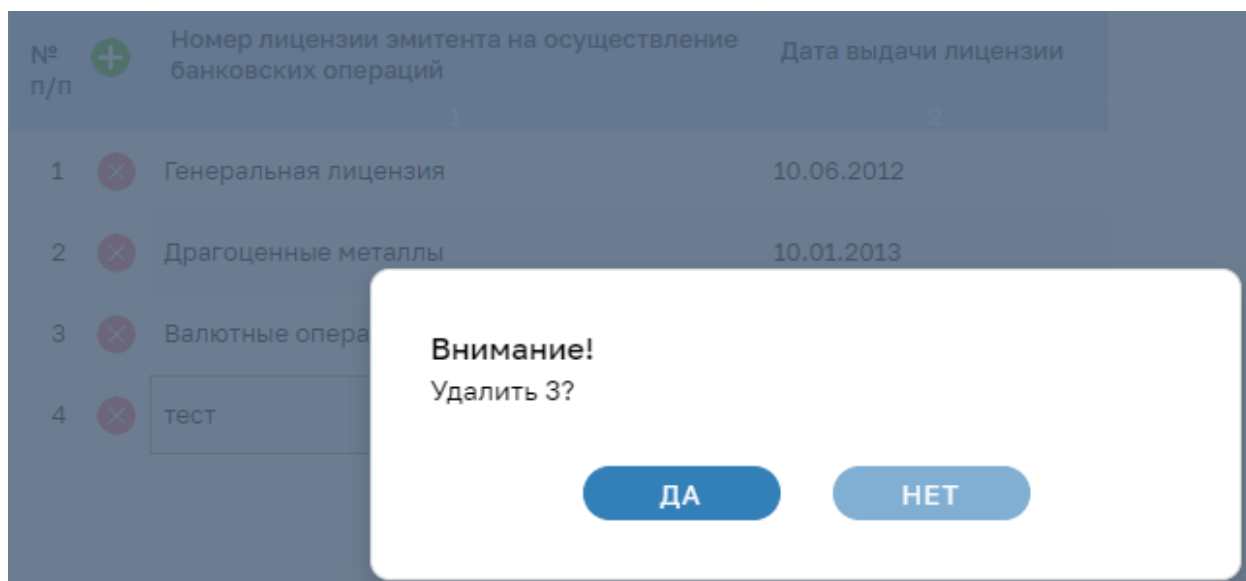 № п/п
Номер лицензии эмитента на осуществление
банковских операций
Дата выдачи лицензии
1
2
1 Генеральная лицензия 10.06.2012
2 Драгоценные металлы 10.01.2013
3 Валютные опера
4 тест
Внимание!
Удалить 3?
ДА
НЕТ